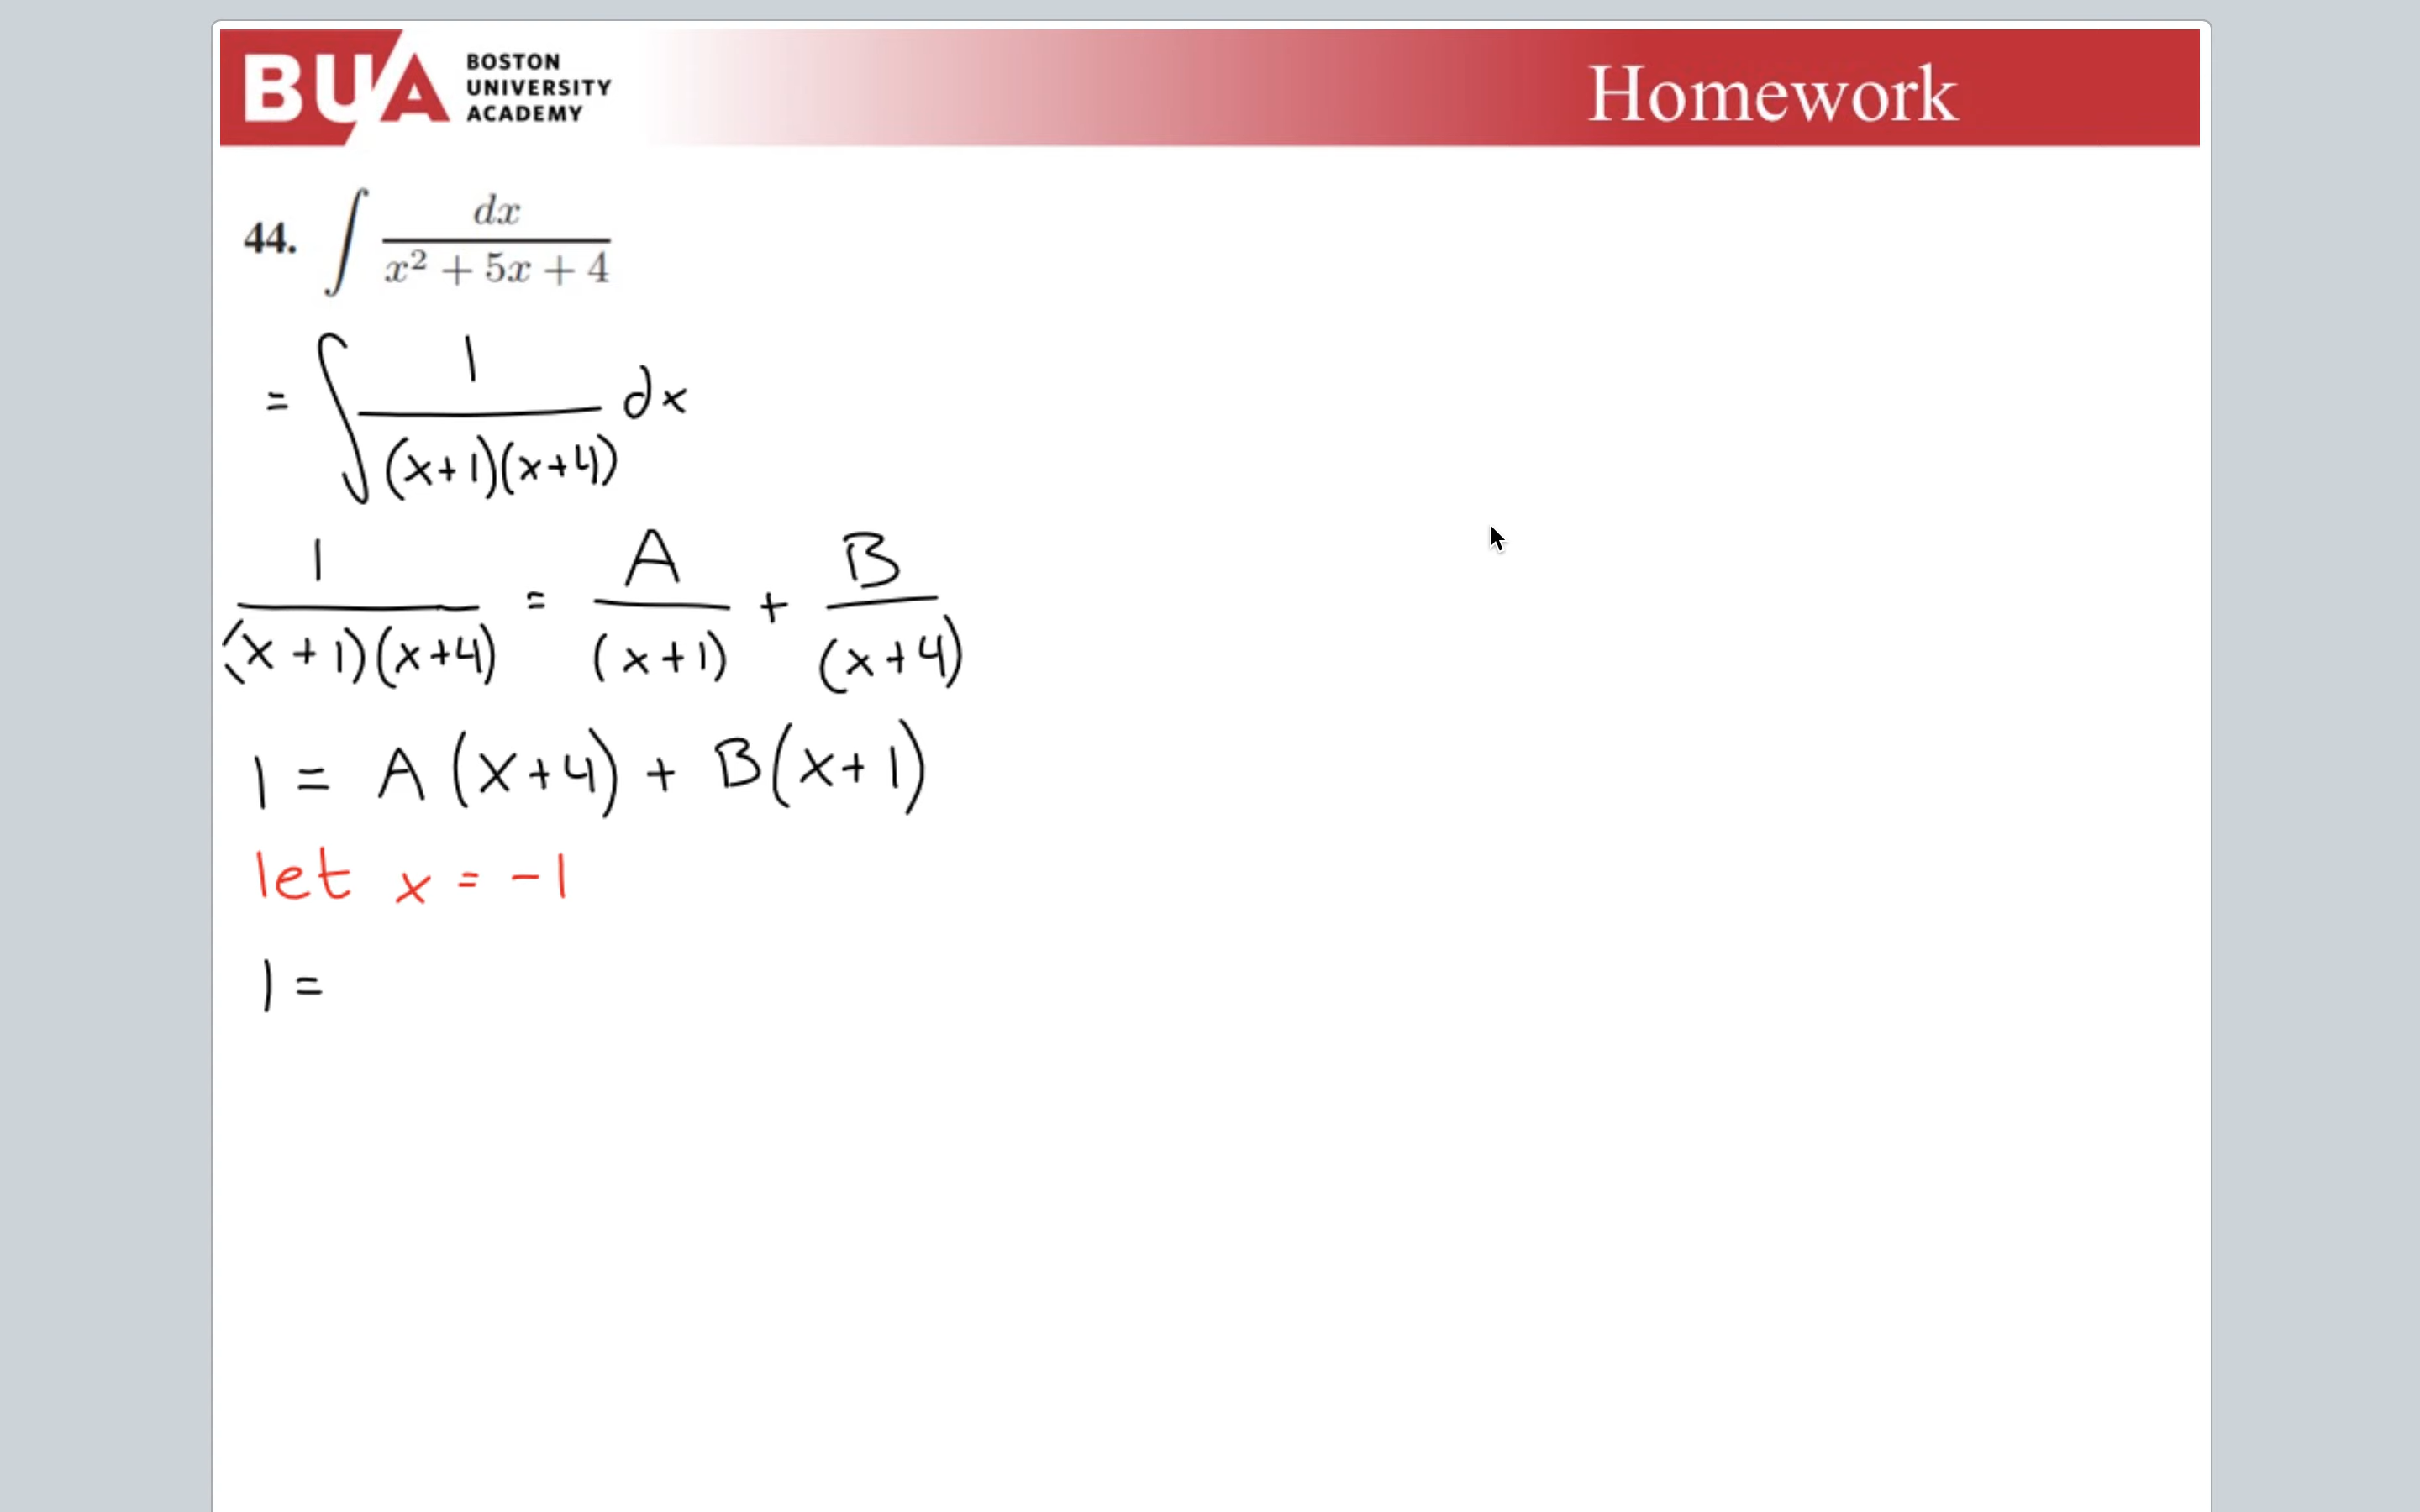 BUA BOSTON UNIVERSITY ACADEMY
Homework
44. ∫ dx / (x² + 5x + 4)
= ∫ 1 / ((x+1)(x+4)) dx
1 / ((x+1)(x+4)) = A / (x+1) + B / (x+4)
1 = A(x+4) + B(x+1)
let x = -1
1 =